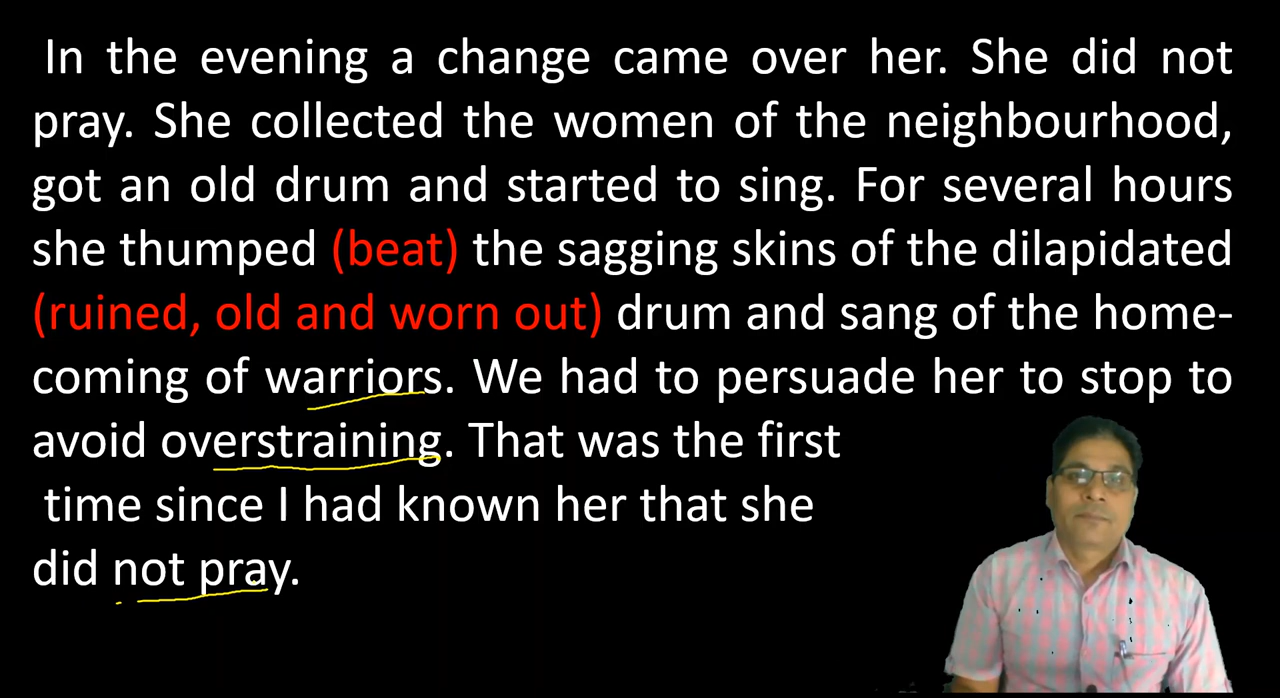 In the evening a change came over her. She did not
pray. She collected the women of the neighbourhood,
got an old drum and started to sing. For several hours
she thumped (beat) the sagging skins of the dilapidated
(ruined, old and worn out) drum and sang of the home-
coming of warriors. We had to persuade her to stop to
avoid overstraining. That was the first
time since I had known her that she
did not pray.